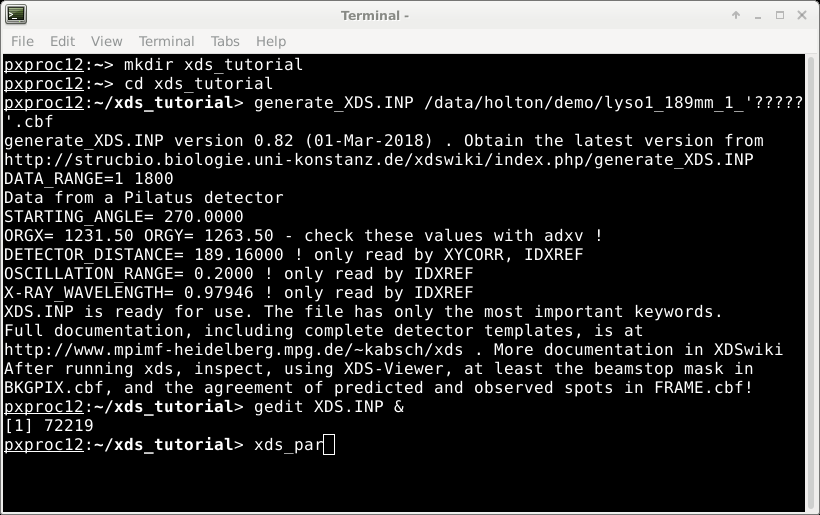 Terminal -
File Edit View Terminal Tabs Help
pxproc12:~> mkdir xds_tutorial
pxproc12:~> cd xds_tutorial
pxproc12:~/xds_tutorial> generate_XDS.INP /data/holton/demo/lyso1_189mm_1_'?????
'.cbf
generate_XDS.INP version 0.82 (01-Mar-2018) . Obtain the latest version from
http://strucbio.biologie.uni-konstanz.de/xdswiki/index.php/generate_XDS.INP
DATA_RANGE=1 1800
Data from a Pilatus detector
STARTING_ANGLE= 270.0000
ORGX= 1231.50 ORGY= 1263.50 - check these values with adxv !
DETECTOR_DISTANCE= 189.16000 ! only read by XYCORR, IDXREF
OSCILLATION_RANGE= 0.2000 ! only read by IDXREF
X-RAY_WAVELENGTH= 0.97946 ! only read by IDXREF
XDS.INP is ready for use. The file has only the most important keywords.
Full documentation, including complete detector templates, is at
http://www.mpimf-heidelberg.mpg.de/~kabsch/xds . More documentation in XDSwiki
After running xds, inspect, using XDS-Viewer, at least the beamstop mask in
BKGPIX.cbf, and the agreement of predicted and observed spots in FRAME.cbf!
pxproc12:~/xds_tutorial> gedit XDS.INP &
[1] 72219
pxproc12:~/xds_tutorial> xds_par